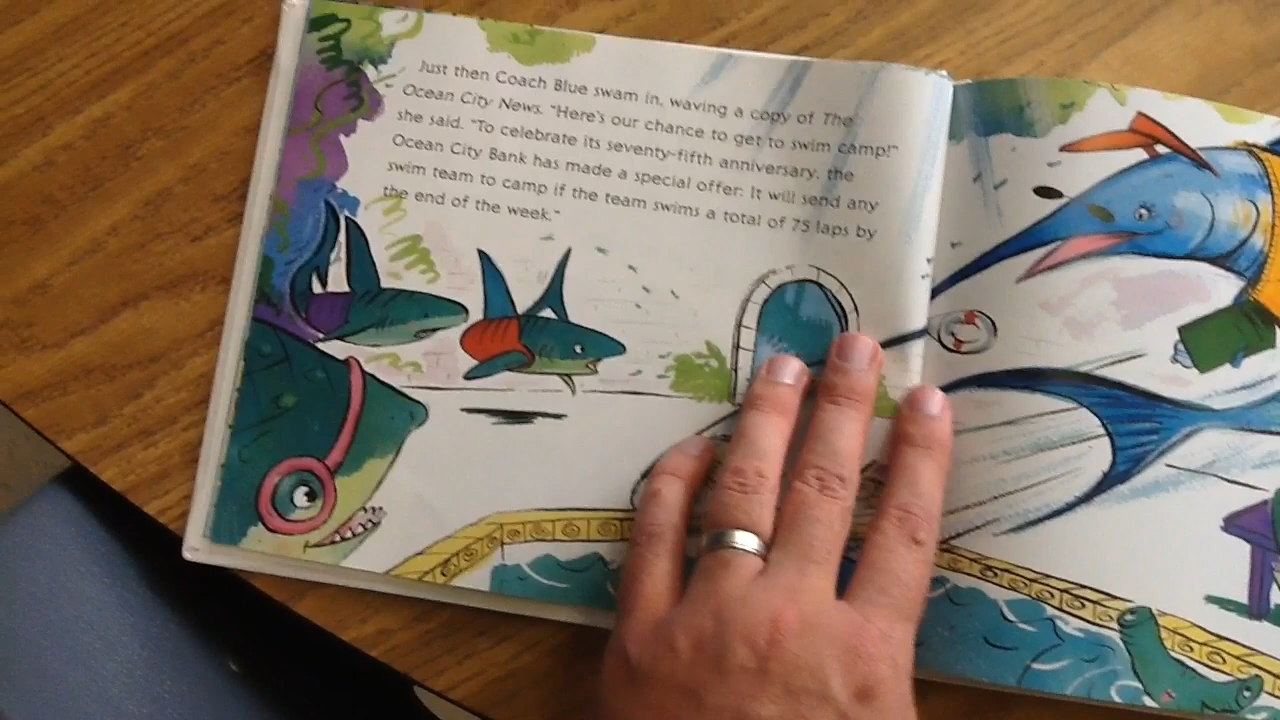 Just then Coach Blue swam in, waving a copy of The
Ocean City News. "Here's our chance to get to swim camp!"
she said. "To celebrate its seventy-fifth anniversary, the
Ocean City Bank has made a special offer: It will send any
swim team to camp if the team swims a total of 75 laps by
the end of the week."